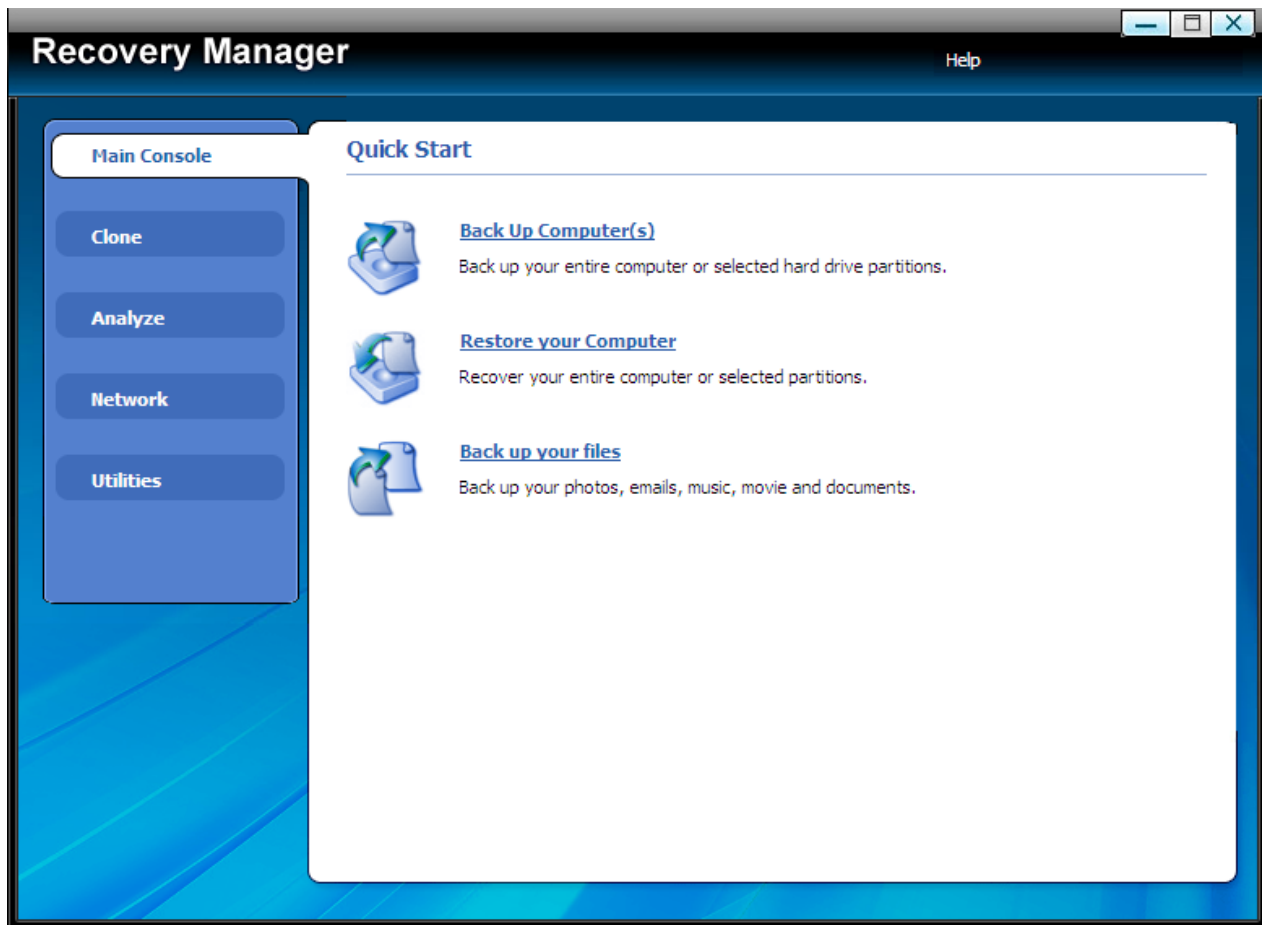 Recovery Manager
Help
Main Console
Clone
Analyze
Network
Utilities
Quick Start
Back Up Computer(s)
Back up your entire computer or selected hard drive partitions.
Restore your Computer
Recover your entire computer or selected partitions.
Back up your files
Back up your photos, emails, music, movie and documents.